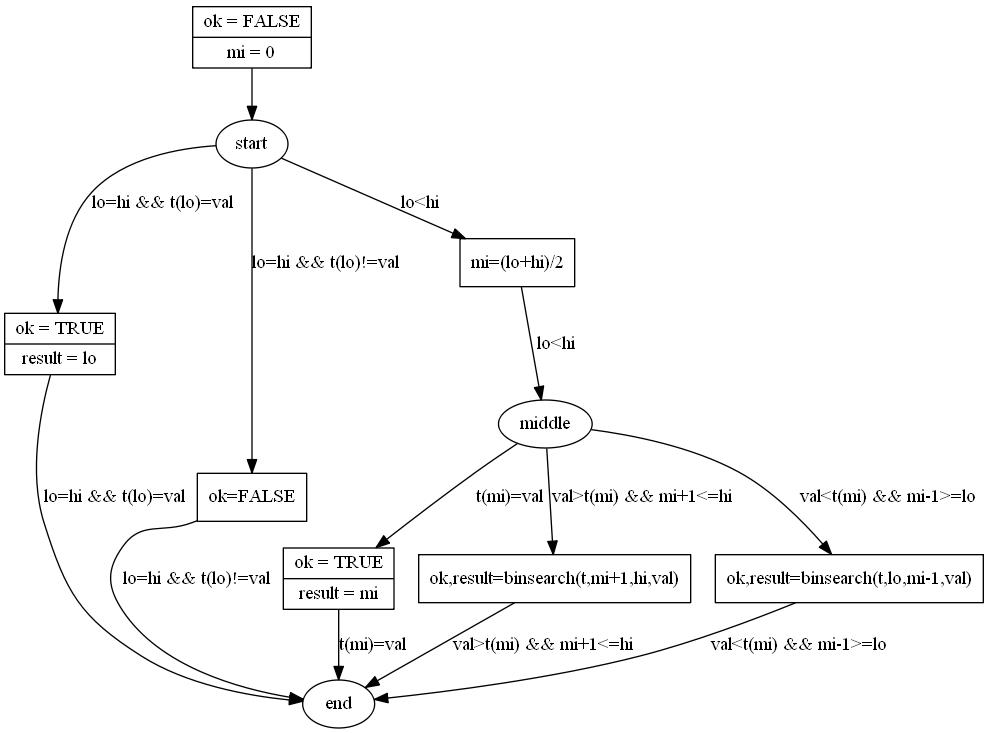 ok = FALSE
mi = 0
start
lo=hi && t(lo)=val
lo<hi
lo=hi && t(lo)!=val
mi=(lo+hi)/2
ok = TRUE
result = lo
lo<hi
middle
lo=hi && t(lo)=val
ok=FALSE
t(mi)=val
val>t(mi) && mi+1<=hi
val<t(mi) && mi-1>=lo
lo=hi && t(lo)!=val
ok = TRUE
result = mi
ok,result=binsearch(t,mi+1,hi,val)
ok,result=binsearch(t,lo,mi-1,val)
t(mi)=val
val>t(mi) && mi+1<=hi
val<t(mi) && mi-1>=lo
end